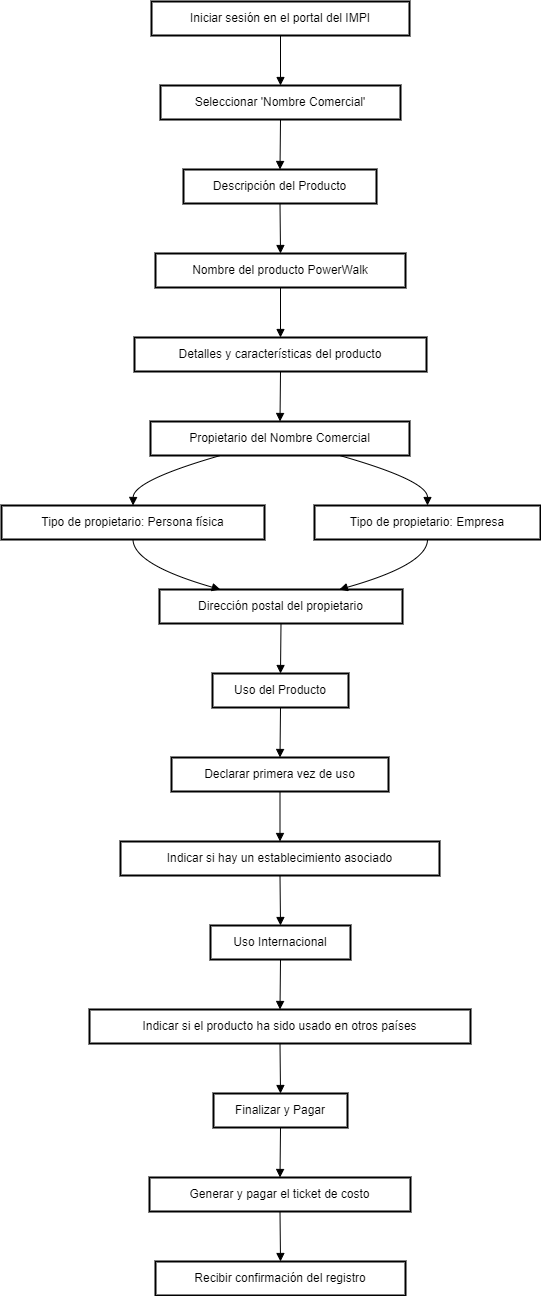 Iniciar sesión en el portal del IMPI
Seleccionar 'Nombre Comercial'
Descripción del Producto
Nombre del producto PowerWalk
Detalles y características del producto
Propietario del Nombre Comercial
Tipo de propietario: Persona física
Tipo de propietario: Empresa
Dirección postal del propietario
Uso del Producto
Declarar primera vez de uso
Indicar si hay un establecimiento asociado
Uso Internacional
Indicar si el producto ha sido usado en otros países
Finalizar y Pagar
Generar y pagar el ticket de costo
Recibir confirmación del registro